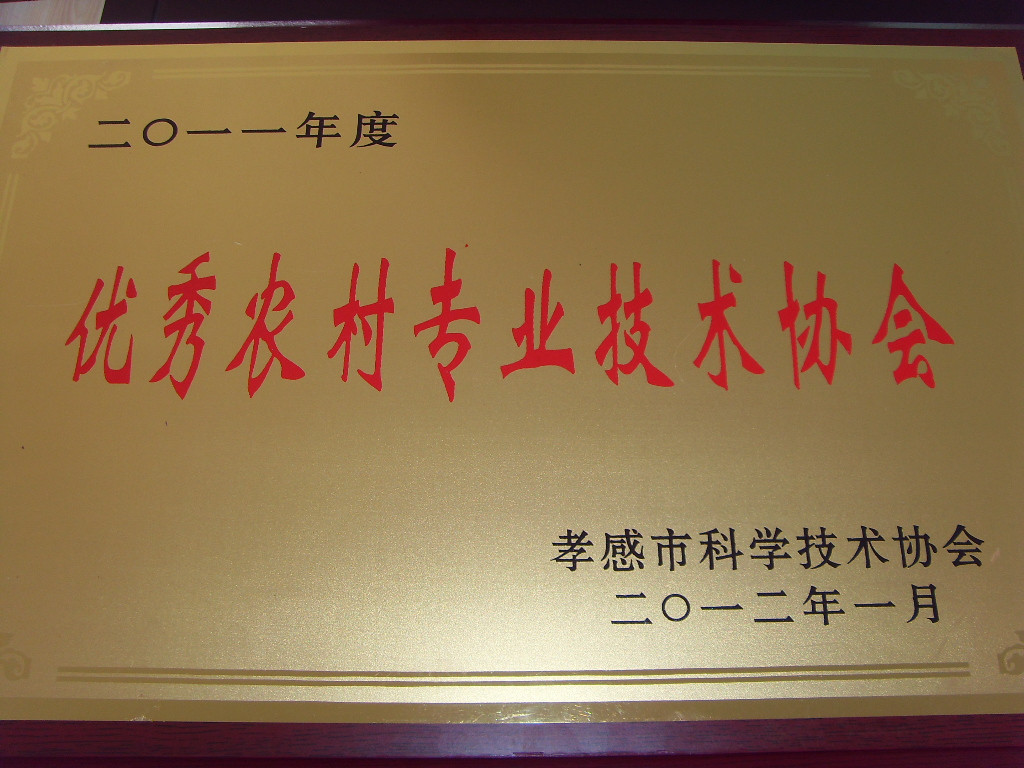 二〇一一年度
优秀农村专业技术协会
孝感市科学技术协会
二〇一二年一月